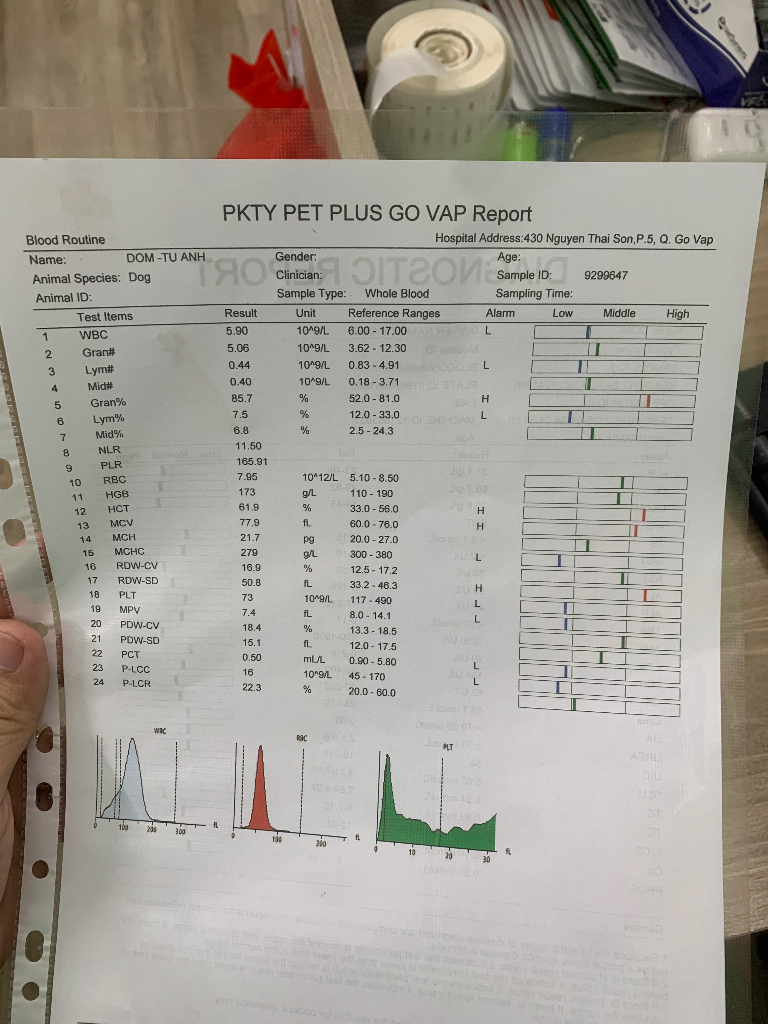 PKTY PET PLUS GO VAP Report
Blood Routine Hospital Address:430 Nguyen Thai Son,P.5, Q. Go Vap
Name: DOM -TU ANH Gender: Age:
Animal Species: Dog Clinician: Sample ID: 9299647
Animal ID: Sample Type: Whole Blood Sampling Time:
Test Items Result Unit Reference Ranges Alarm Low Middle High
1 WBC 5.90 10^9/L 6.00 - 17.00 L
2 Gran# 5.06 10^9/L 3.62 - 12.30
3 Lym# 0.44 10^9/L 0.83 - 4.91 L
4 Mid# 0.40 10^9/L 0.18 - 3.71
5 Gran% 85.7 % 52.0 - 81.0 H
6 Lym% 7.5 % 12.0 - 33.0 L
7 Mid% 6.8 % 2.5 - 24.3
8 NLR 11.50
9 PLR 165.91
10 RBC 7.95 10^12/L 5.10 - 8.50
11 HGB 173 g/L 110 - 190
12 HCT 61.9 % 33.0 - 56.0 H
13 MCV 77.9 fL 60.0 - 76.0 H
14 MCH 21.7 pg 20.0 - 27.0
15 MCHC 279 g/L 300 - 380 L
16 RDW-CV 16.9 % 12.5 - 17.2
17 RDW-SD 50.8 fL 33.2 - 46.3 H
18 PLT 73 10^9/L 117 - 490 L
19 MPV 7.4 fL 8.0 - 14.1 L
20 PDW-CV 18.4 % 13.3 - 18.5
21 PDW-SD 15.1 fL 12.0 - 17.5
22 PCT 0.50 mL/L 0.90 - 5.80 L
23 P-LCC 16 10^9/L 45 - 170 L
24 P-LCR 22.3 % 20.0 - 60.0
WBC RBC PLT
0 100 200 300 fL 0 100 200 fL 0 10 20 30 fL